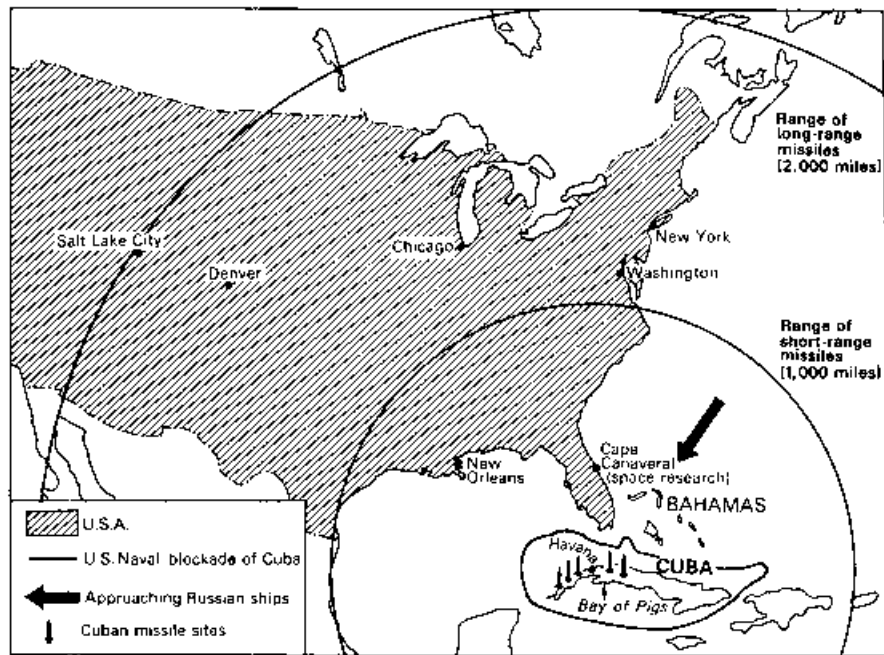 Range of
long-range
missiles
[2,000 miles]
Salt Lake City
Chicago
New York
Denver
Washington
Range of
short-range
missiles
[1,000 miles]
New
Orleans
Cape
Canaveral
(space research)
BAHAMAS
Havana
CUBA
Bay of Pigs
U.S.A.
U.S. Naval blockade of Cuba
Approaching Russian ships
Cuban missile sites